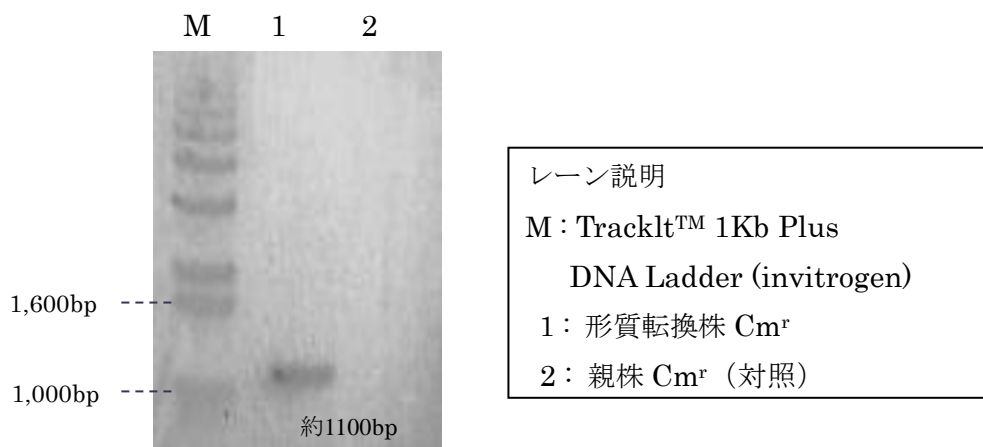 M 1 2
1,600bp
1,000bp
約1100bp
レーン説明
M：TrackltTM 1Kb Plus
DNA Ladder (invitrogen)
1： 形質転換株 Cmr
2： 親株 Cmr（対照）